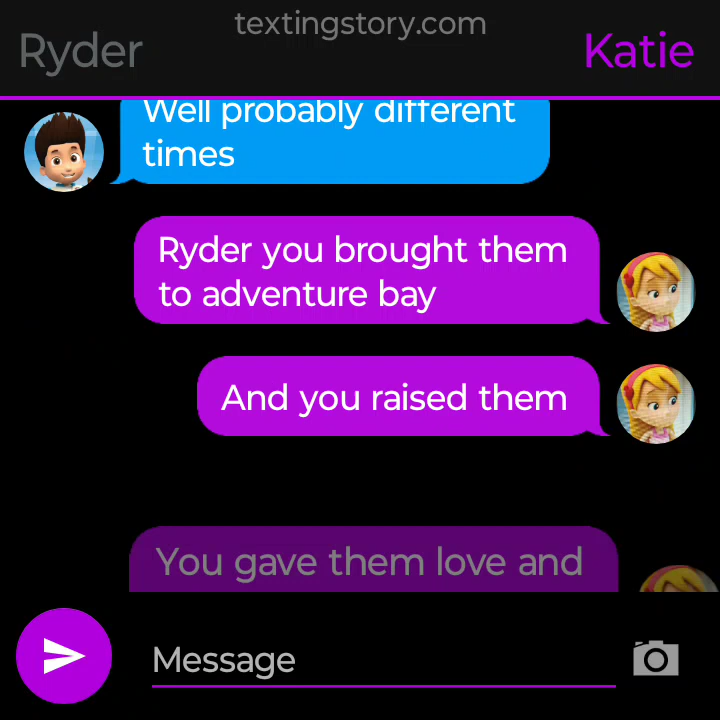 textingstory.com
Ryder
Katie
Well probably different
times
Ryder you brought them
to adventure bay
And you raised them
You gave them love and
Message